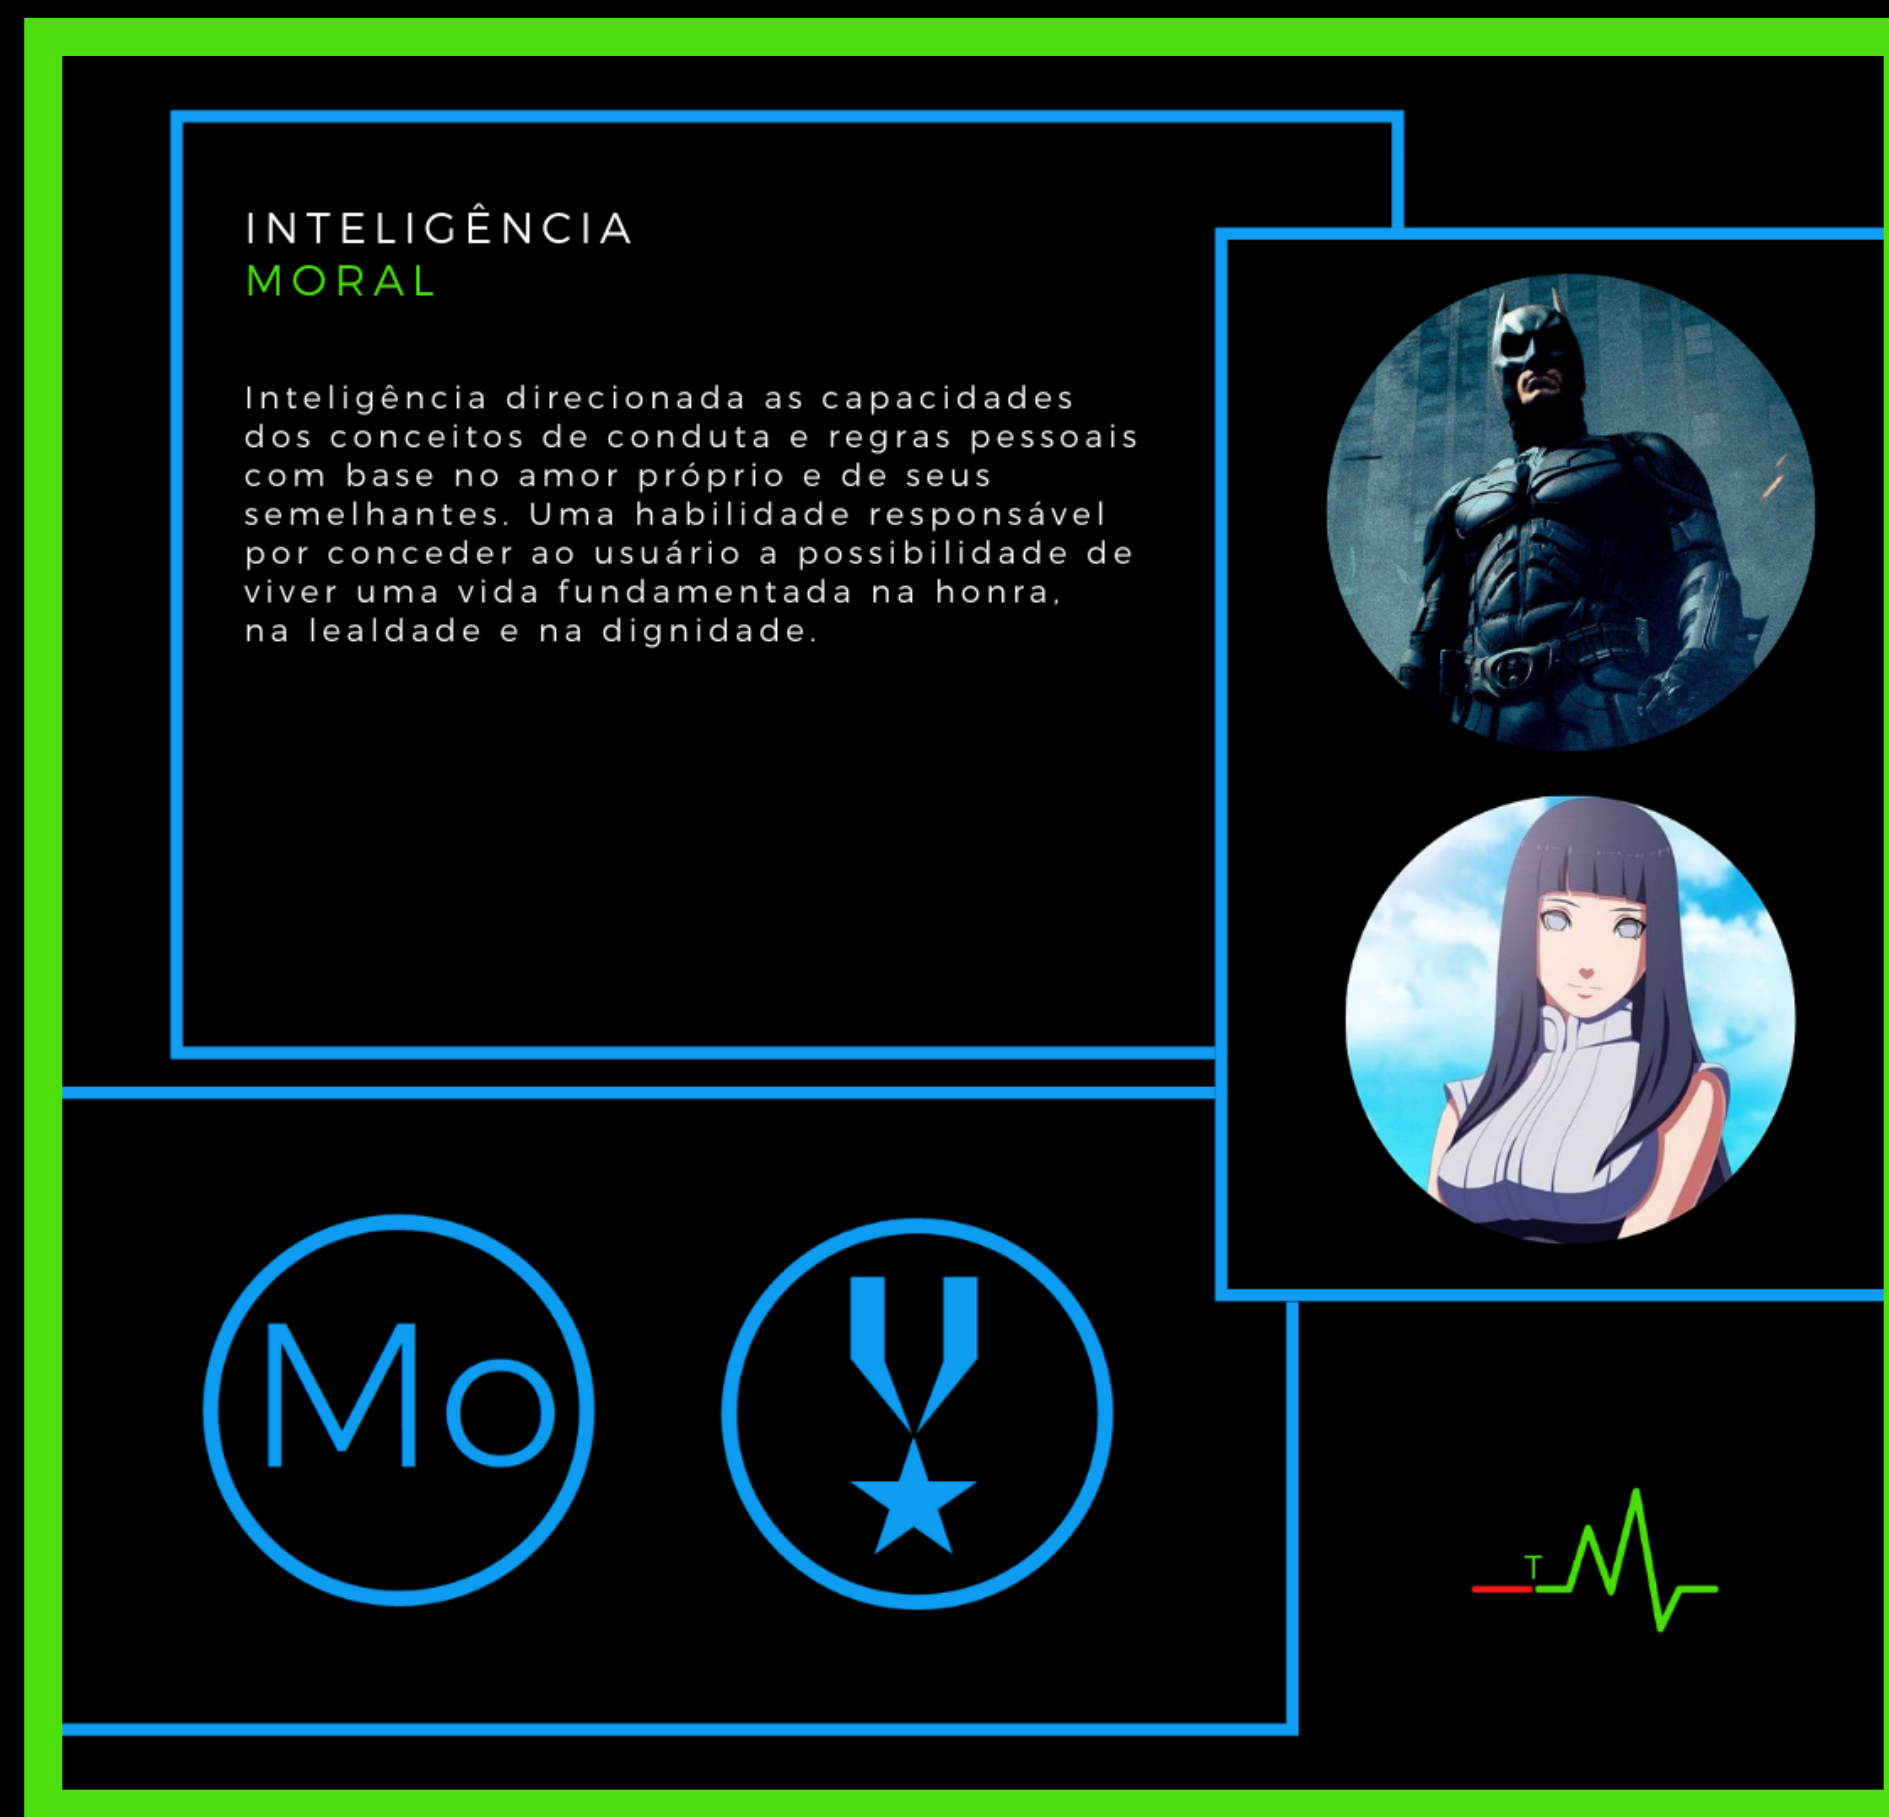 INTELIGÊNCIA
MORAL
Inteligência direcionada as capacidades
dos conceitos de conduta e regras pessoais
com base no amor próprio e de seus
semelhantes. Uma habilidade responsável
por conceder ao usuário a possibilidade de
viver uma vida fundamentada na honra,
na lealdade e na dignidade.
Mo
T